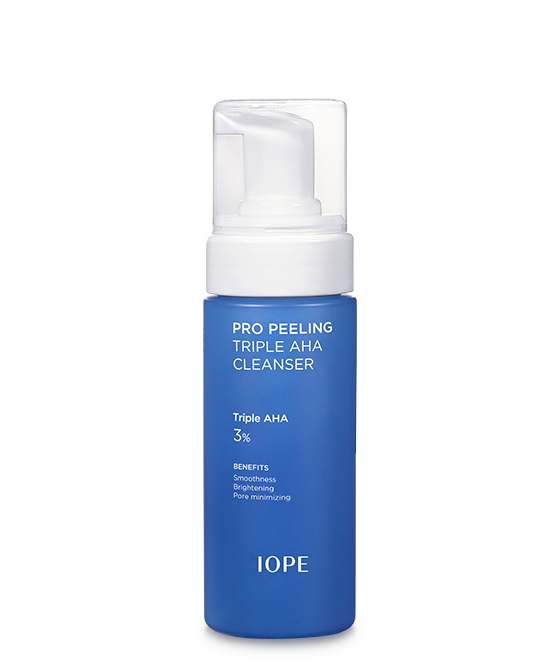 PRO PEELING
TRIPLE AHA
CLEANSER
Triple AHA
3%
BENEFITS
Smoothness
Brightening
Pore minimizing
IOPE